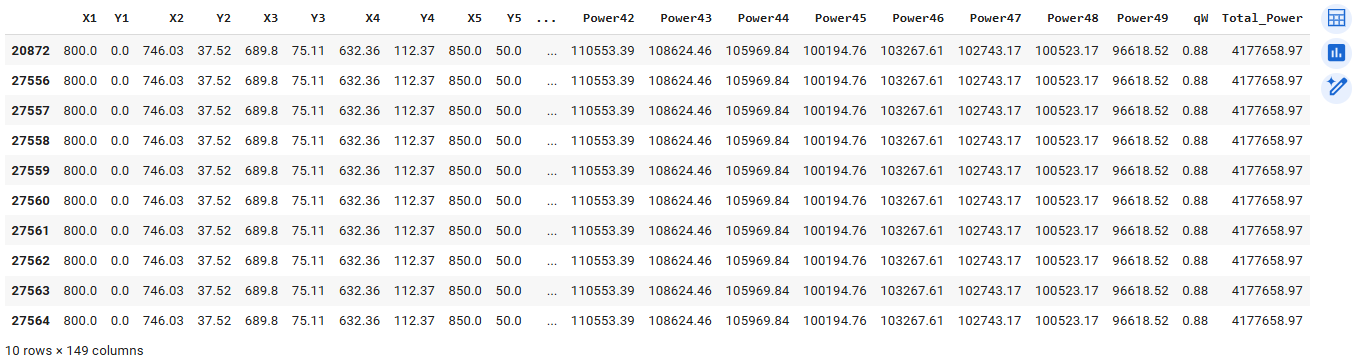 X1 Y1 X2 Y2 X3 Y3 X4 Y4 X5 Y5 ... Power42 Power43 Power44 Power45 Power46 Power47 Power48 Power49 qW Total_Power
20872 800.0 0.0 746.03 37.52 689.8 75.11 632.36 112.37 850.0 50.0 ... 110553.39 108624.46 105969.84 100194.76 103267.61 102743.17 100523.17 96618.52 0.88 4177658.97
27556 800.0 0.0 746.03 37.52 689.8 75.11 632.36 112.37 850.0 50.0 ... 110553.39 108624.46 105969.84 100194.76 103267.61 102743.17 100523.17 96618.52 0.88 4177658.97
27557 800.0 0.0 746.03 37.52 689.8 75.11 632.36 112.37 850.0 50.0 ... 110553.39 108624.46 105969.84 100194.76 103267.61 102743.17 100523.17 96618.52 0.88 4177658.97
27558 800.0 0.0 746.03 37.52 689.8 75.11 632.36 112.37 850.0 50.0 ... 110553.39 108624.46 105969.84 100194.76 103267.61 102743.17 100523.17 96618.52 0.88 4177658.97
27559 800.0 0.0 746.03 37.52 689.8 75.11 632.36 112.37 850.0 50.0 ... 110553.39 108624.46 105969.84 100194.76 103267.61 102743.17 100523.17 96618.52 0.88 4177658.97
27560 800.0 0.0 746.03 37.52 689.8 75.11 632.36 112.37 850.0 50.0 ... 110553.39 108624.46 105969.84 100194.76 103267.61 102743.17 100523.17 96618.52 0.88 4177658.97
27561 800.0 0.0 746.03 37.52 689.8 75.11 632.36 112.37 850.0 50.0 ... 110553.39 108624.46 105969.84 100194.76 103267.61 102743.17 100523.17 96618.52 0.88 4177658.97
27562 800.0 0.0 746.03 37.52 689.8 75.11 632.36 112.37 850.0 50.0 ... 110553.39 108624.46 105969.84 100194.76 103267.61 102743.17 100523.17 96618.52 0.88 4177658.97
27563 800.0 0.0 746.03 37.52 689.8 75.11 632.36 112.37 850.0 50.0 ... 110553.39 108624.46 105969.84 100194.76 103267.61 102743.17 100523.17 96618.52 0.88 4177658.97
27564 800.0 0.0 746.03 37.52 689.8 75.11 632.36 112.37 850.0 50.0 ... 110553.39 108624.46 105969.84 100194.76 103267.61 102743.17 100523.17 96618.52 0.88 4177658.97
10 rows × 149 columns